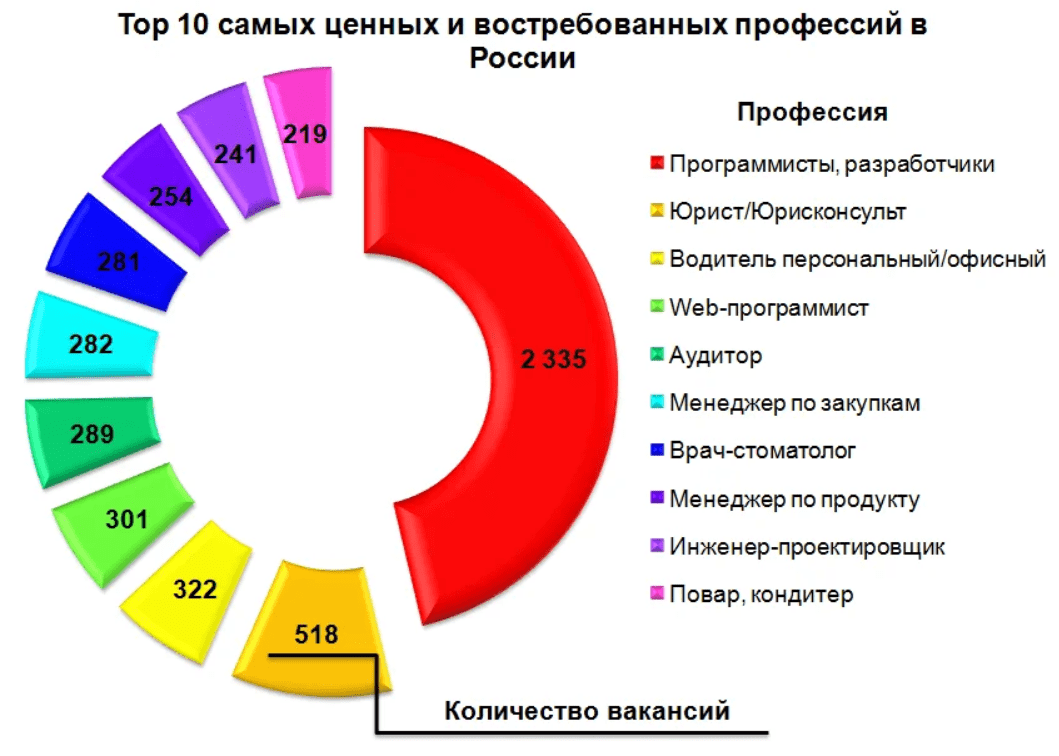 Top 10 самых ценных и востребованных профессий в
России
219
241
254
281
282
289
301
322
518
2 335
Количество вакансий
Профессия
Программисты, разработчики
Юрист/Юрисконсульт
Водитель персональный/офисный
Web-программист
Аудитор
Менеджер по закупкам
Врач-стоматолог
Менеджер по продукту
Инженер-проектировщик
Повар, кондитер